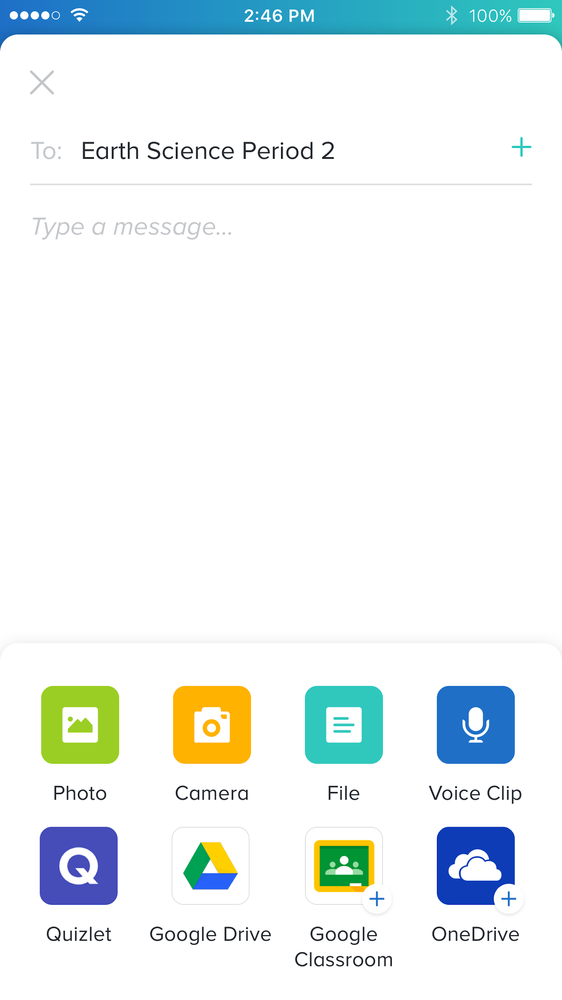 2:46 PM
100%
To: Earth Science Period 2
Type a message...
Photo
Camera
File
Voice Clip
Quizlet
Google Drive
Google
Classroom
OneDrive